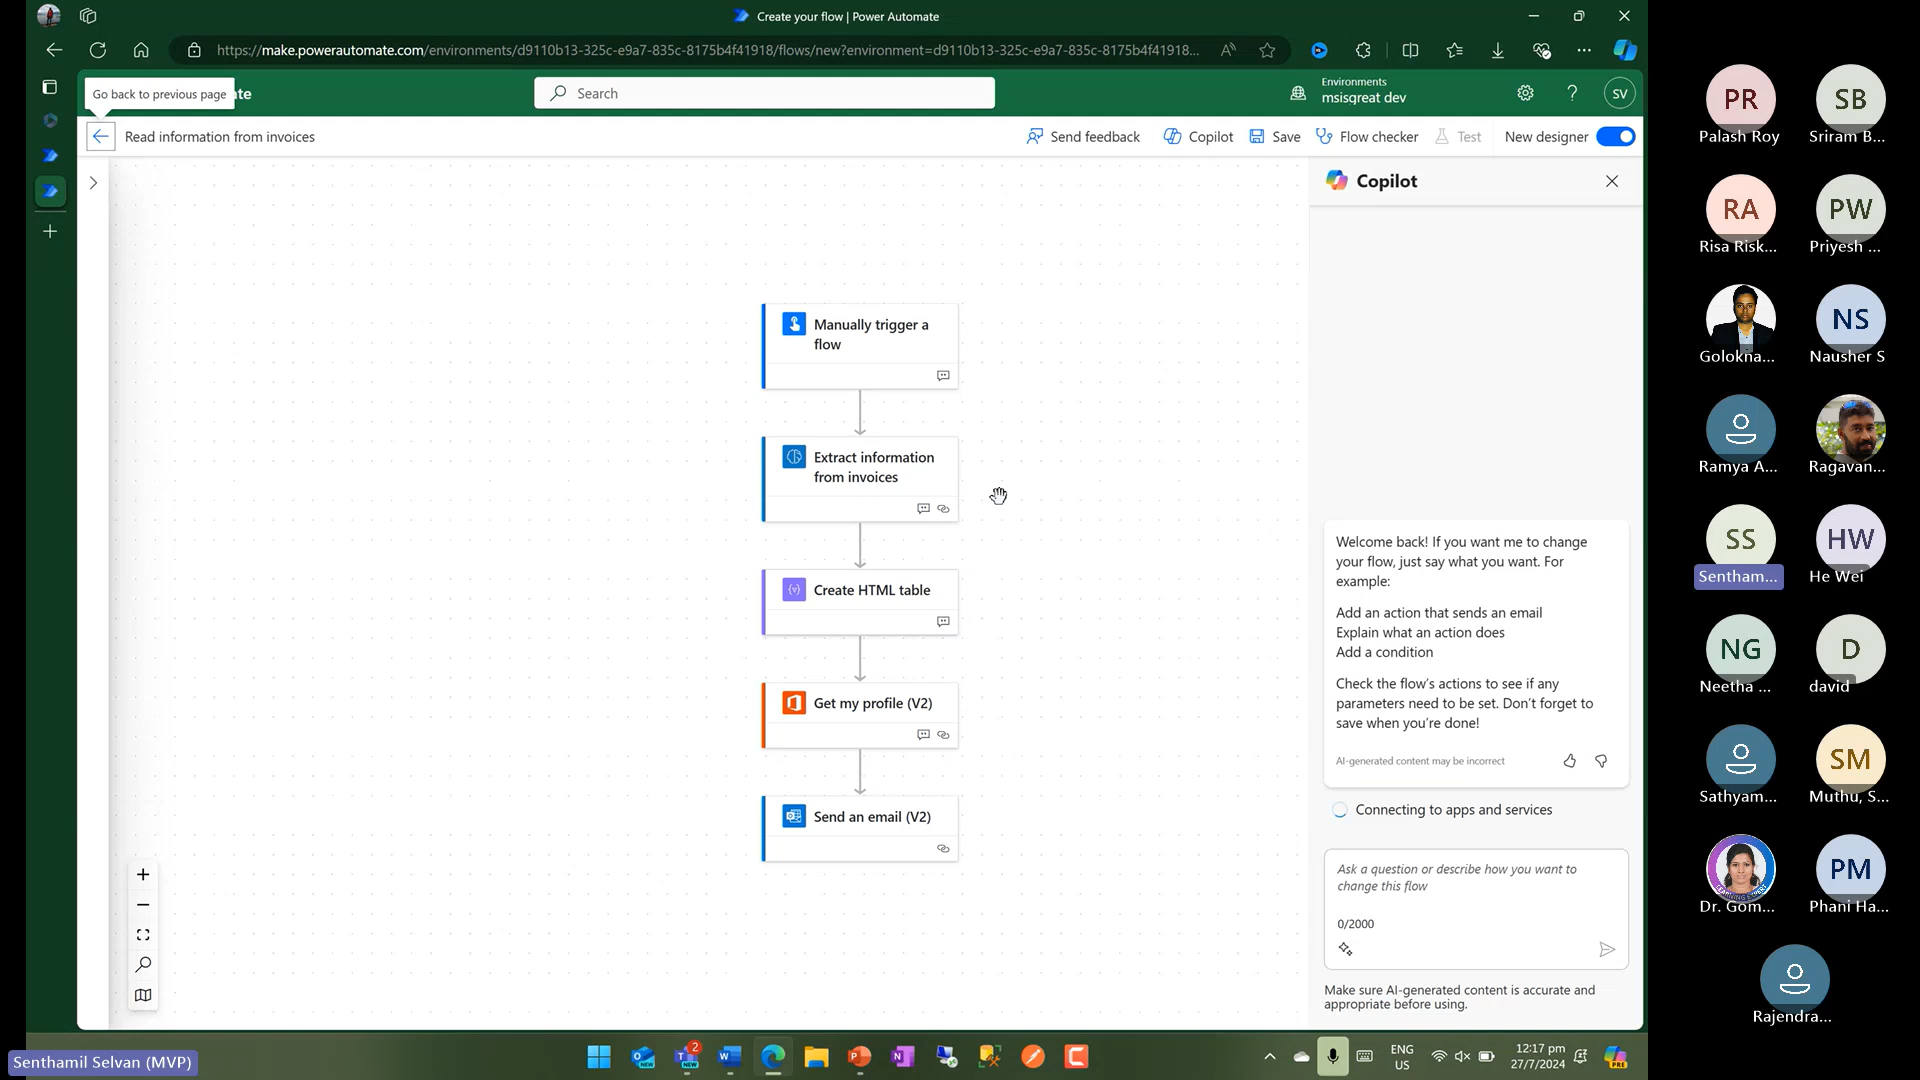 Create your flow | Power Automate
https://make.powerautomate.com/environments/d9110b13-325c-e9a7-835c-8175b4f41918/flows/new?environment=d9110b13-325c-e9a7-835c-8175b4f41918...
Go back to previous page
te
Search
Environments
msisgreat dev
?
SV
Read information from invoices
Send feedback
Copilot
Save
Flow checker
Test
New designer
Manually trigger a
flow
Extract information
from invoices
Create HTML table
Get my profile (V2)
Send an email (V2)
Copilot
Welcome back! If you want me to change
your flow, just say what you want. For
example:
Add an action that sends an email
Explain what an action does
Add a condition
Check the flow's actions to see if any
parameters need to be set. Don't forget to
save when you're done!
AI-generated content may be incorrect
Connecting to apps and services
Ask a question or describe how you want to
change this flow
0/2000
Make sure AI-generated content is accurate and
appropriate before using.
PR
Palash Roy
SB
Sriram B...
RA
Risa Risk...
PW
Priyesh ...
Golokna...
NS
Nausher S
Ramya A...
Ragavan...
SS
Sentham...
HW
He Wei
NG
Neetha ...
D
david
Sathyam...
SM
Muthu, S...
Dr. Gom...
PM
Phani Ha...
Rajendra...
Senthamil Selvan (MVP)
2
NEW
NEW
ENG
US
12:17 pm
27/7/2024
PRE